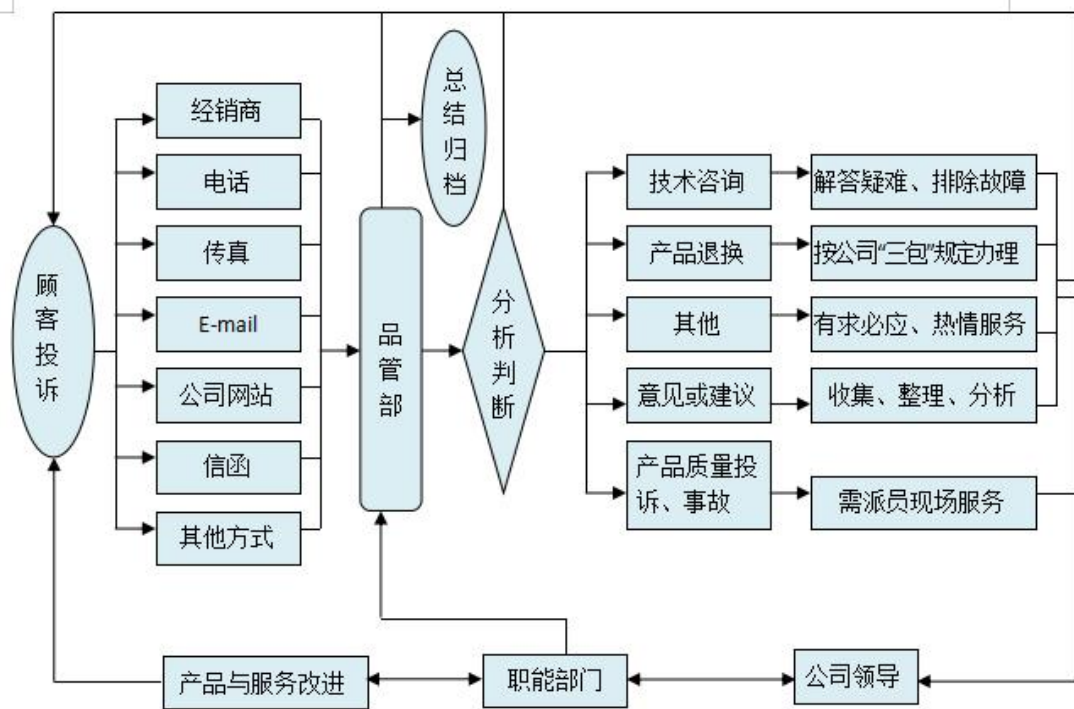 总结归档
顾客投诉
经销商
电话
传真
E-mail
公司网站
信函
其他方式
品管部
分析判断
技术咨询
产品退换
其他
意见或建议
产品质量投
诉、事故
解答疑难、排除故障
按公司“三包”规定办理
有求必应、热情服务
收集、整理、分析
需派员现场服务
产品与服务改进
职能部门
公司领导